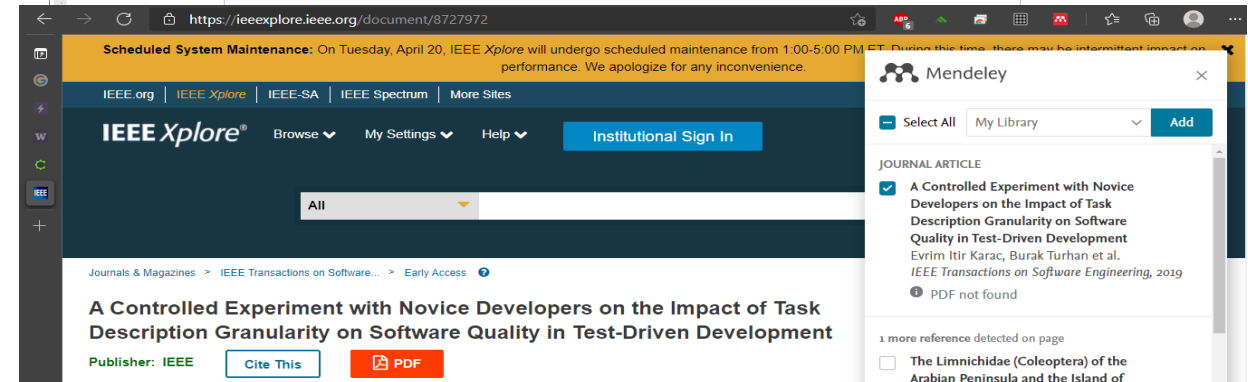 https://ieeexplore.ieee.org/document/8727972
ABP
6
Scheduled System Maintenance: On Tuesday, April 20, IEEE Xplore will undergo scheduled maintenance from 1:00-5:00 PM ET. During this time, there may be intermittent impact on
performance. We apologize for any inconvenience.
IEEE.org | IEEE Xplore | IEEE-SA | IEEE Spectrum | More Sites
IEEE Xplore®
Browse
My Settings
Help
Institutional Sign In
All
Journals & Magazines > IEEE Transactions on Software... > Early Access
A Controlled Experiment with Novice Developers on the Impact of Task
Description Granularity on Software Quality in Test-Driven Development
Publisher: IEEE
Cite This
PDF
Mendeley
Select All
My Library
Add
JOURNAL ARTICLE
A Controlled Experiment with Novice
Developers on the Impact of Task
Description Granularity on Software
Quality in Test-Driven Development
Evrim Itir Karac, Burak Turhan et al.
IEEE Transactions on Software Engineering, 2019
PDF not found
1 more reference detected on page
The Limnichidae (Coleoptera) of the
Arabian Peninsula and the Island of